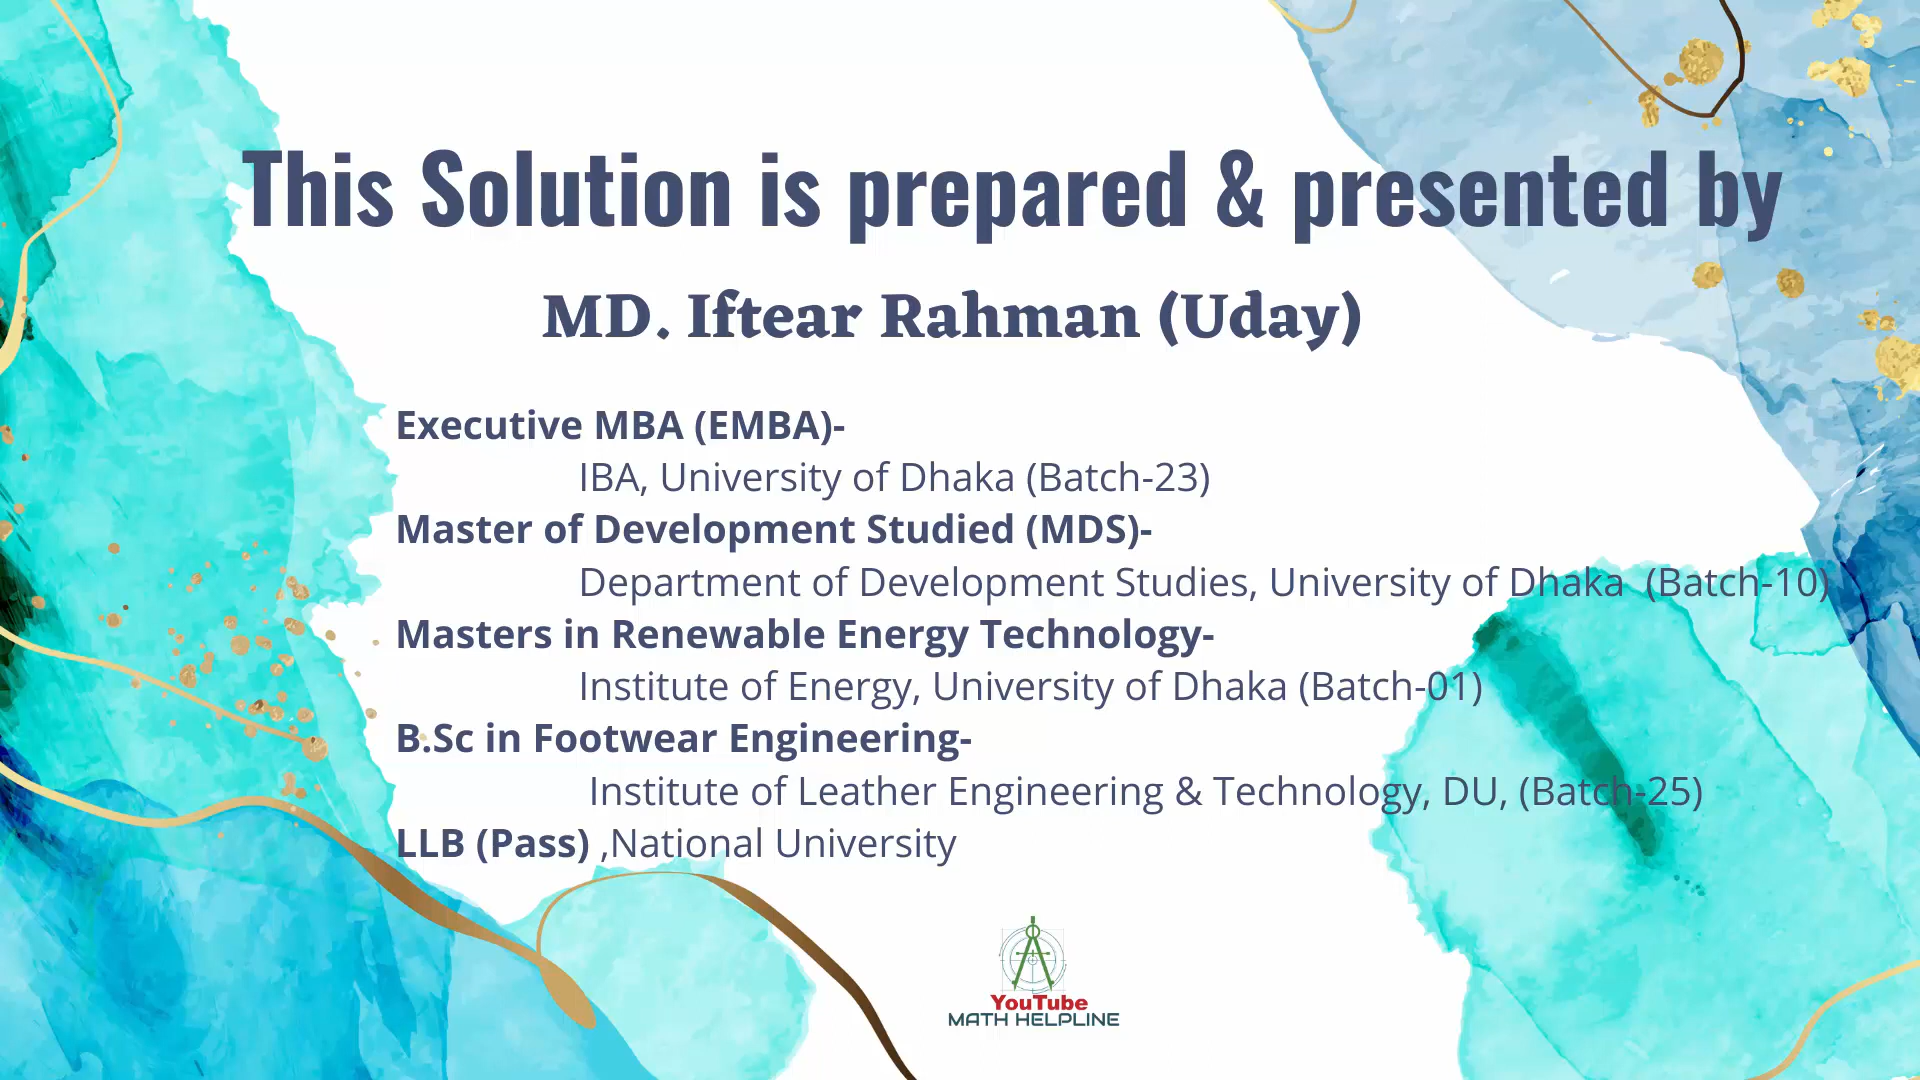 This Solution is prepared & presented by
MD. Iftear Rahman (Uday)
Executive MBA (EMBA)-
IBA, University of Dhaka (Batch-23)
Master of Development Studied (MDS)-
Department of Development Studies, University of Dhaka (Batch-10)
Masters in Renewable Energy Technology-
Institute of Energy, University of Dhaka (Batch-01)
B.Sc in Footwear Engineering-
Institute of Leather Engineering & Technology, DU, (Batch-25)
LLB (Pass) ,National University
YouTube
MATH HELPLINE